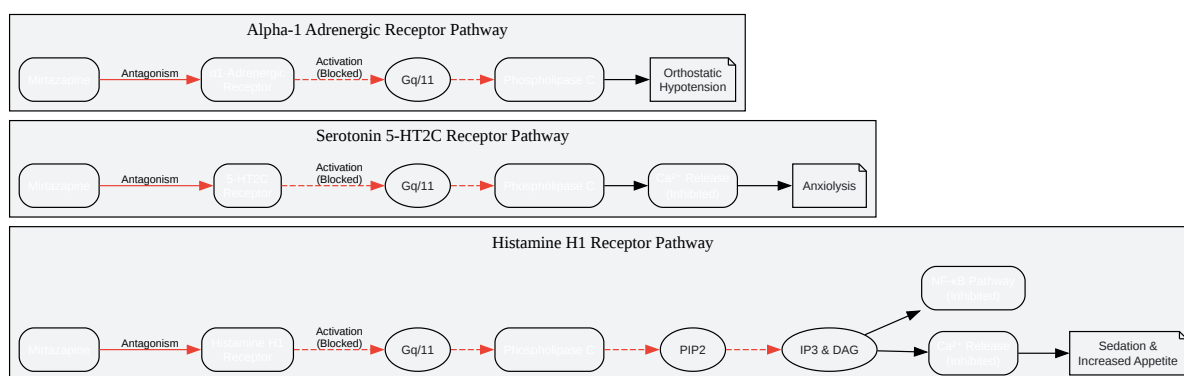 Alpha-1 Adrenergic Receptor Pathway
Mirtazapine
Antagonism
α1-Adrenergic
Receptor
Activation
(Blocked)
Gq/11
Phospholipase C
Orthostatic
Hypotension
Serotonin 5-HT2C Receptor Pathway
Mirtazapine
Antagonism
5-HT2C
Receptor
Activation
(Blocked)
Gq/11
Phospholipase C
Ca²⁺ Release
(Inhibited)
Anxiolysis
Histamine H1 Receptor Pathway
Mirtazapine
Antagonism
Histamine H1
Receptor
Activation
(Blocked)
Gq/11
Phospholipase C
PIP2
IP3 & DAG
NF-κB Pathway
(Inhibited)
Ca²⁺ Release
(Inhibited)
Sedation &
Increased Appetite